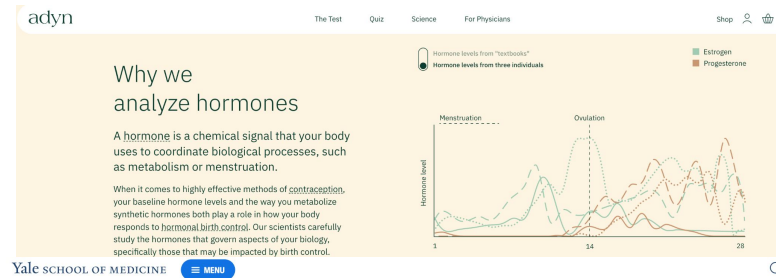 adyn
The Test Quiz Science For Physicians
Shop
Why we
analyze hormones
A hormone is a chemical signal that your body
uses to coordinate biological processes, such
as metabolism or menstruation.
When it comes to highly effective methods of contraception,
your baseline hormone levels and the way you metabolize
synthetic hormones both play a role in how your body
responds to hormonal birth control. Our scientists carefully
study the hormones that govern aspects of your biology,
specifically those that may be impacted by birth control.
Hormone levels from "textbooks"
Hormone levels from three individuals
Estrogen
Progesterone
Menstruation
Ovulation
Hormone level
1 14 28
Yale SCHOOL OF MEDICINE
MENU